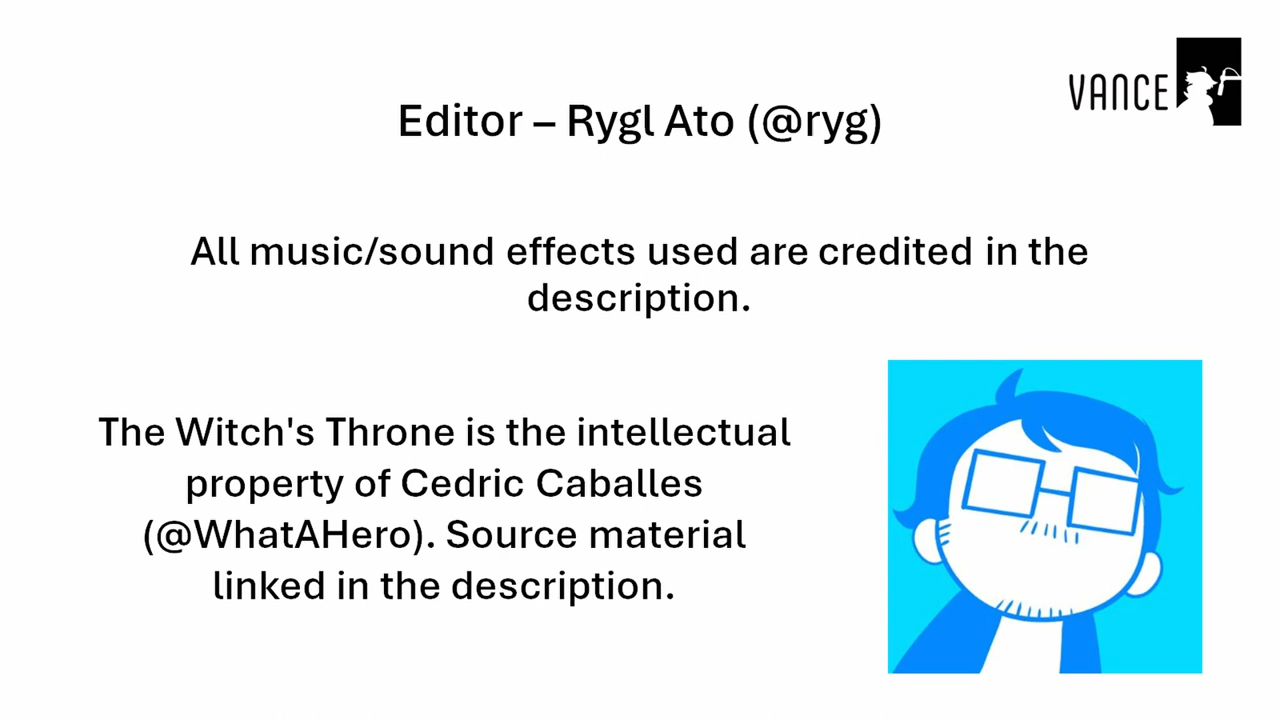 VANCE
Editor – Rygl Ato (@ryg)
All music/sound effects used are credited in the
description.
The Witch's Throne is the intellectual
property of Cedric Caballes
(@WhatAHero). Source material
linked in the description.